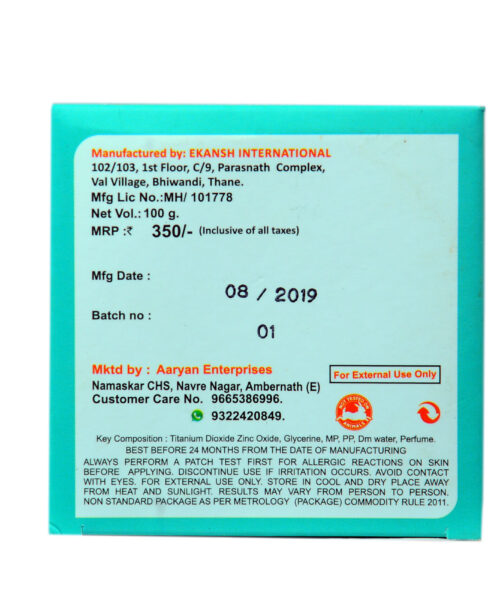 Manufactured by: EKANSH INTERNATIONAL
102/103, 1st Floor, C/9, Parasnath Complex,
Val Village, Bhiwandi, Thane.
Mfg Lic No.:MH/ 101778
Net Vol.: 100 g.
MRP :₹ 350/- (Inclusive of all taxes)
Mfg Date :
08 / 2019
Batch no :
01
Mktd by : Aaryan Enterprises
For External Use Only
Namaskar CHS, Navre Nagar, Ambernath (E)
Customer Care No. 9665386996.
9322420849.
NOT TESTED ON
ANIMALS
Key Composition : Titanium Dioxide Zinc Oxide, Glycerine, MP, PP, Dm water, Perfume.
BEST BEFORE 24 MONTHS FROM THE DATE OF MANUFACTURING
ALWAYS PERFORM A PATCH TEST FIRST FOR ALLERGIC REACTIONS ON SKIN
BEFORE APPLYING. DISCONTINUE USE IF IRRITATION OCCURS. AVOID CONTACT
WITH EYES. FOR EXTERNAL USE ONLY. STORE IN COOL AND DRY PLACE AWAY
FROM HEAT AND SUNLIGHT. RESULTS MAY VARY FROM PERSON TO PERSON.
NON STANDARD PACKAGE AS PER METROLOGY (PACKAGE) COMMODITY RULE 2011.